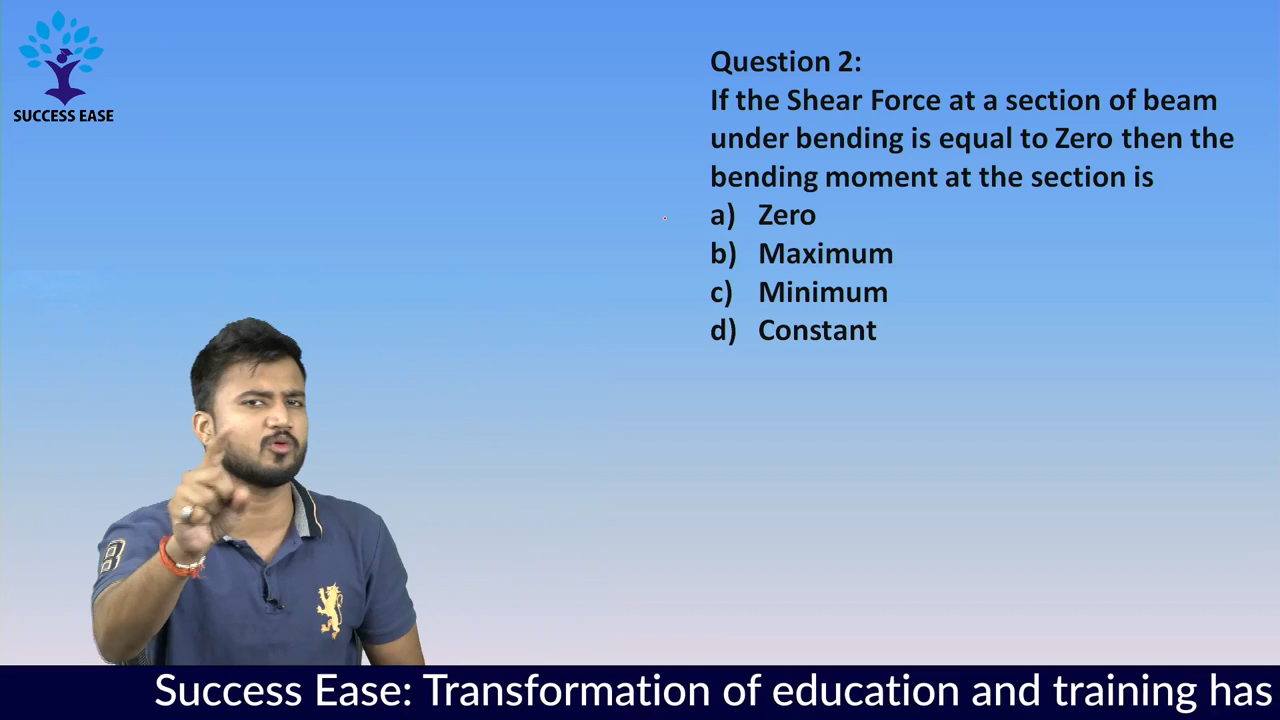 SUCCESS EASE
Question 2:
If the Shear Force at a section of beam
under bending is equal to Zero then the
bending moment at the section is
a) Zero
b) Maximum
c) Minimum
d) Constant
3
Success Ease: Transformation of education and training has